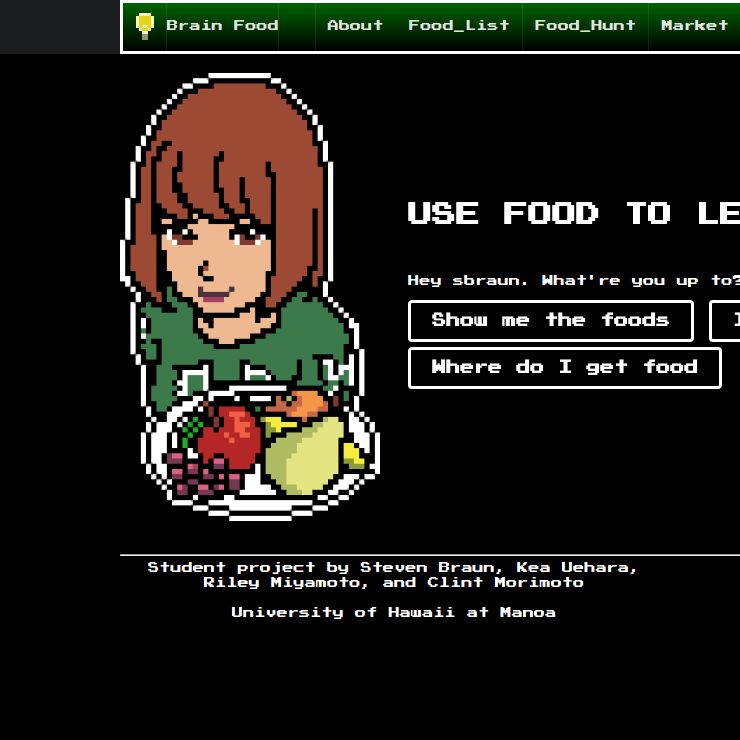 Brain Food About Food_List Food_Hunt Market
USE FOOD TO LE
Hey sbraun. What're you up to?
Show me the foods
Where do I get food
Student project by Steven Braun, Kea Uehara,
Riley Miyamoto, and Clint Morimoto
University of Hawaii at Manoa